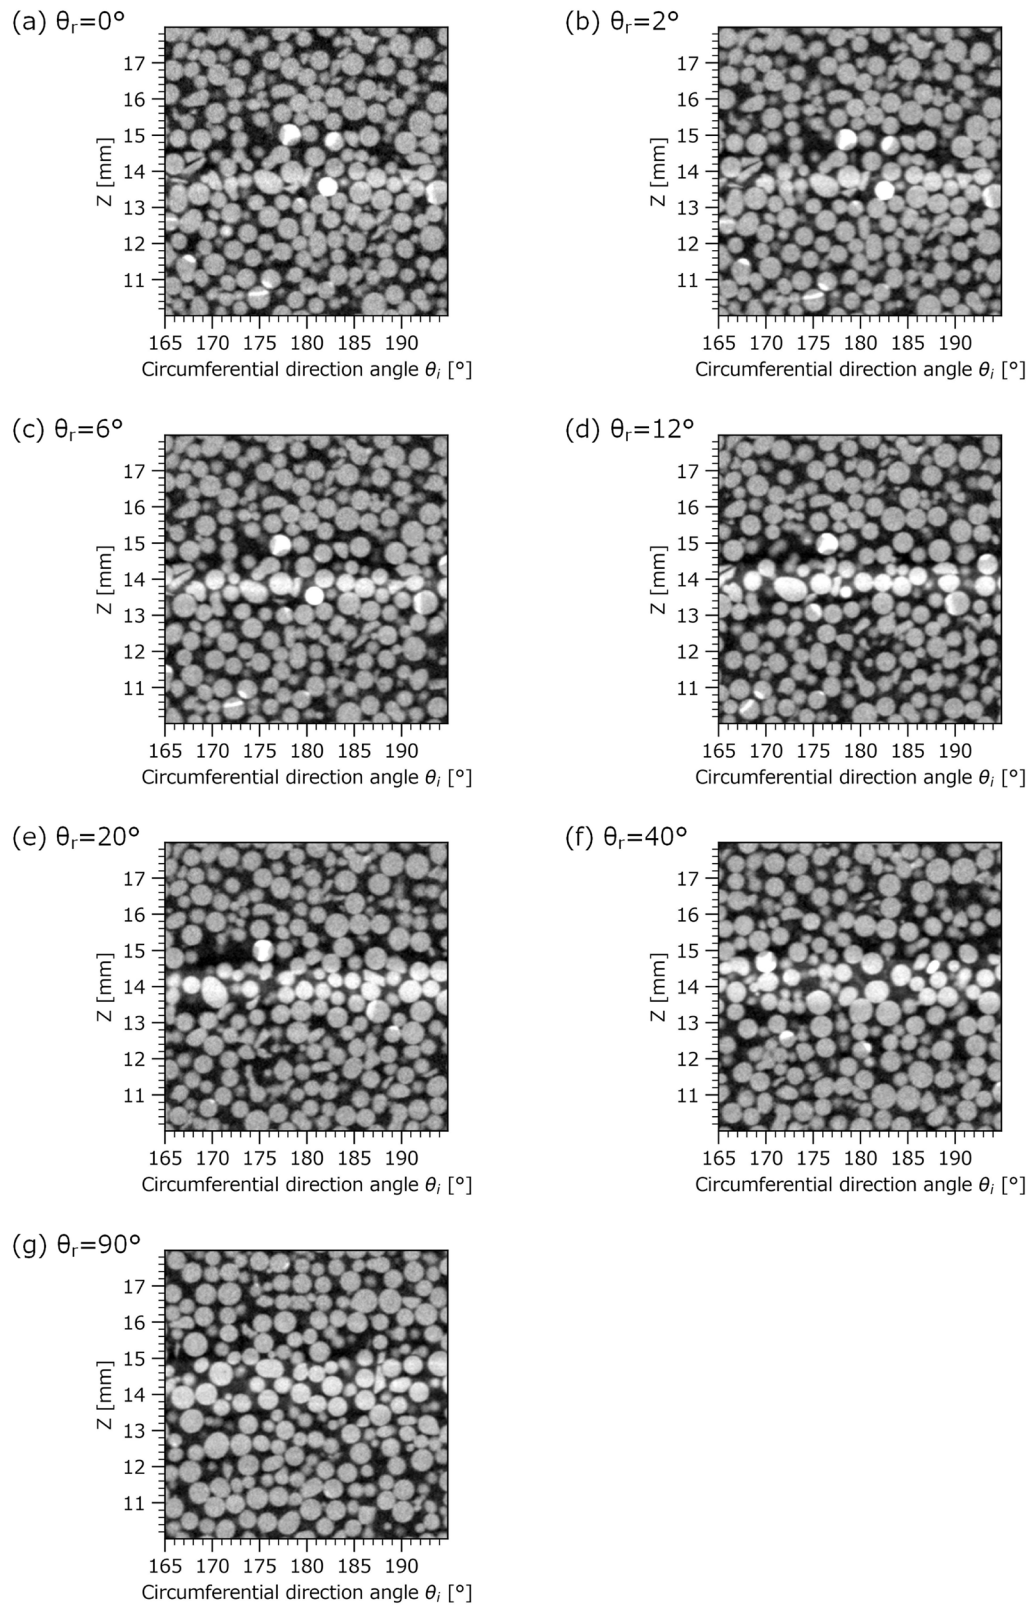 (a) θr=0°
(b) θr=2°
17
16
15
14
13
12
11
Z [mm]
165 170 175 180 185 190
Circumferential direction angle θi [°]
17
16
15
14
13
12
11
Z [mm]
165 170 175 180 185 190
Circumferential direction angle θi [°]
(c) θr=6°
(d) θr=12°
17
16
15
14
13
12
11
Z [mm]
165 170 175 180 185 190
Circumferential direction angle θi [°]
17
16
15
14
13
12
11
Z [mm]
165 170 175 180 185 190
Circumferential direction angle θi [°]
(e) θr=20°
(f) θr=40°
17
16
15
14
13
12
11
Z [mm]
165 170 175 180 185 190
Circumferential direction angle θi [°]
17
16
15
14
13
12
11
Z [mm]
165 170 175 180 185 190
Circumferential direction angle θi [°]
(g) θr=90°
17
16
15
14
13
12
11
Z [mm]
165 170 175 180 185 190
Circumferential direction angle θi [°]